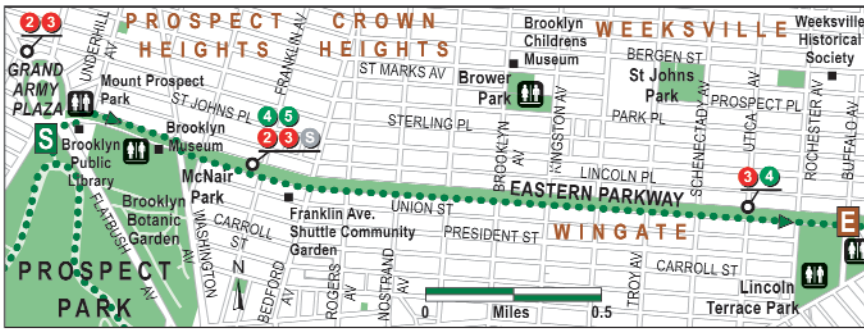 2 3
GRAND
ARMY
PLAZA
S
UNDERHILL
AV
PROSPECT
HEIGHTS
CROWN
HEIGHTS
WEEKSVILLE
Mount Prospect
Park
FRANKLIN AV
ST MARKS AV
ST JOHNS PL
STERLING PL
4 5
2 3 S
Brooklyn
Childrens
Museum
Brower
Park
BERGEN ST
St Johns
Park
Weeksville
Historical
Society
PROSPECT PL
PARK PL
BROOKLYN
AV
KINGSTON AV
SCHENECTADY AV
UTICA AV
ROCHESTER AV
BUFFALO AV
Brooklyn
Public
Library
Brooklyn
Museum
McNair
Park
LINCOLN PL
3 4
EASTERN PARKWAY
E
Brooklyn
Botanic
Garden
FLATBUSH AV
WASHINGTON
AV
CARROLL
ST
Franklin Ave.
Shuttle Community
Garden
UNION ST
PRESIDENT ST
WINGATE
CARROLL ST
PROSPECT
PARK
N
BEDFORD
AV
ROGERS
AV
NOSTRAND
AV
TROY AV
Lincoln
Terrace Park
0
Miles
0.5